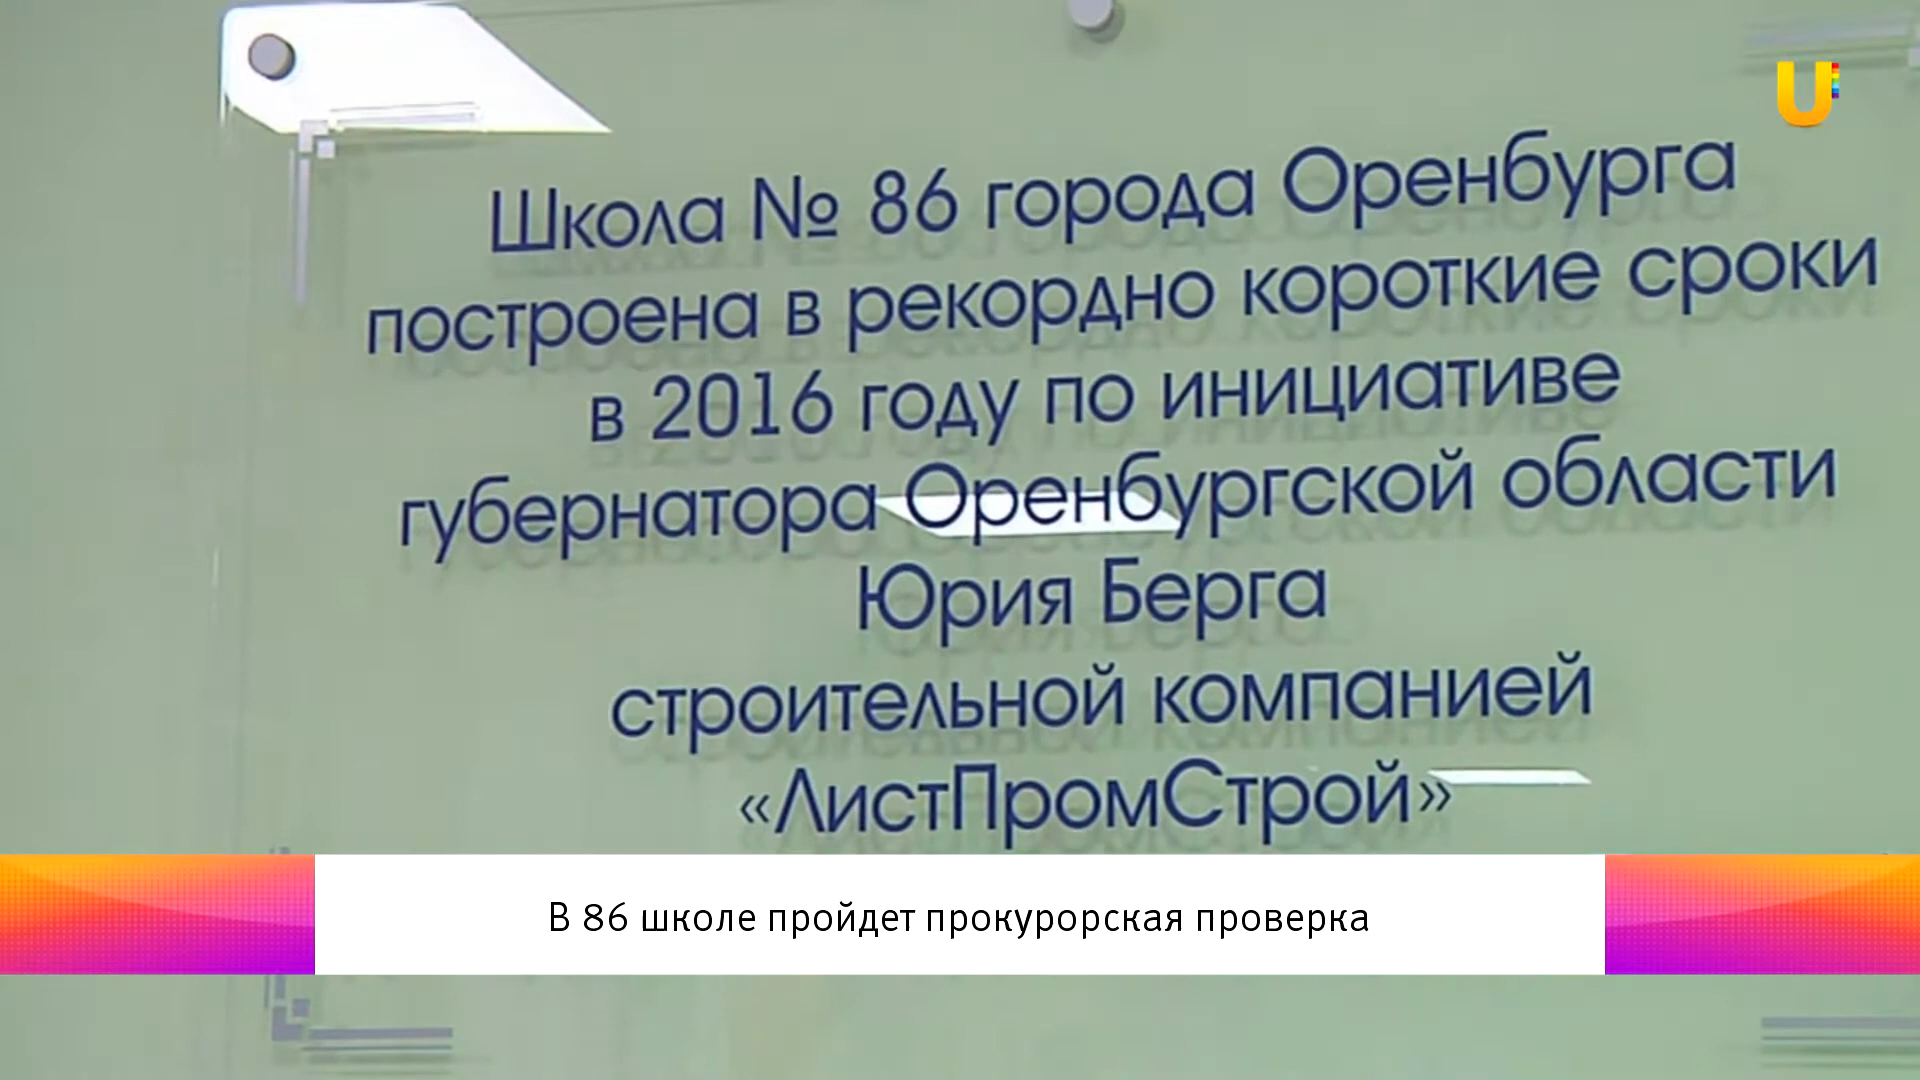 U
Школа № 86 города Оренбурга
построена в рекордно короткие сроки
в 2016 году по инициативе
губернатора Оренбургской области
Юрия Берга
строительной компанией
«ЛистПромСтрой»
В 86 школе пройдет прокурорская проверка